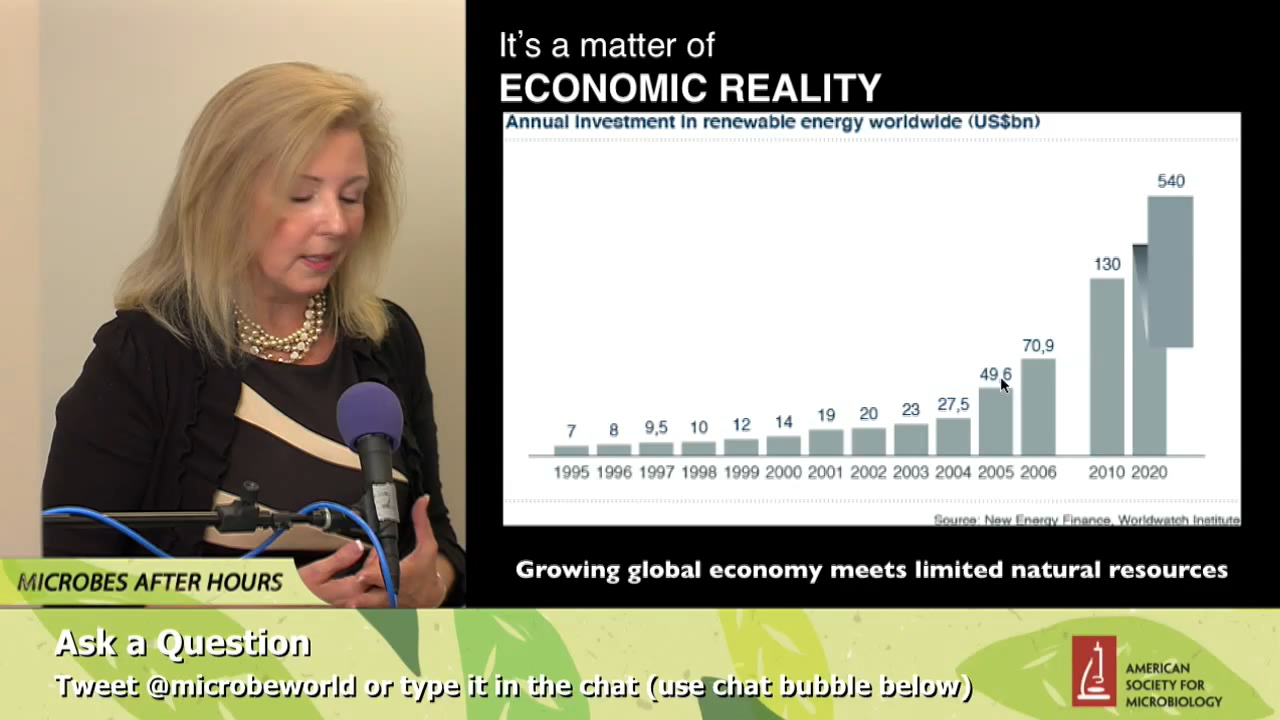 It's a matter of
ECONOMIC REALITY
Annual Investment In renewable energy worldwide (US$bn)
540
130
70,9
49,6
27,5
23
20
19
14
12
10
9,5
8
7
1995 1996 1997 1998 1999 2000 2001 2002 2003 2004 2005 2006 2010 2020
Source: New Energy Finance, Worldwatch Institute
Growing global economy meets limited natural resources
MICROBES AFTER HOURS
Ask a Question
Tweet @microbeworld or type it in the chat (use chat bubble below)
AMERICAN
SOCIETY FOR
MICROBIOLOGY